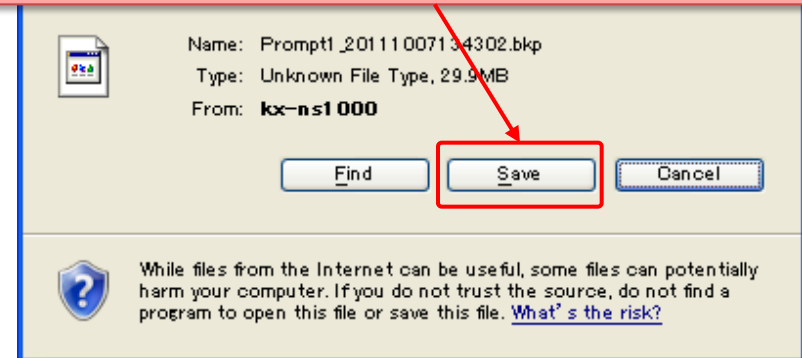 Name: Prompt1_20111007134302.bkp
Type: Unknown File Type, 29.9MB
From: kx-ns1000
Find Save Cancel
While files from the Internet can be useful, some files can potentially
harm your computer. If you do not trust the source, do not find a
program to open this file or save this file. What's the risk?